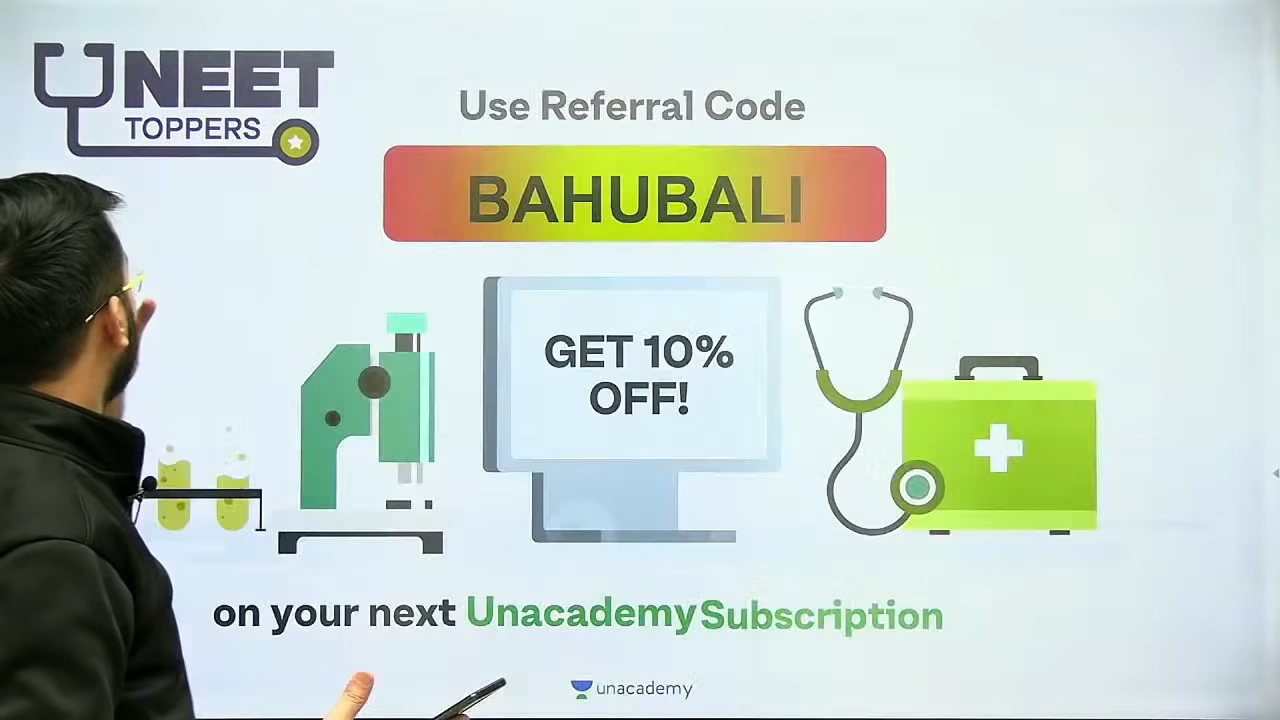 NEET
TOPPERS
Use Referral Code
BAHUBALI
GET 10%
OFF!
on your next Unacademy Subscription
unacademy